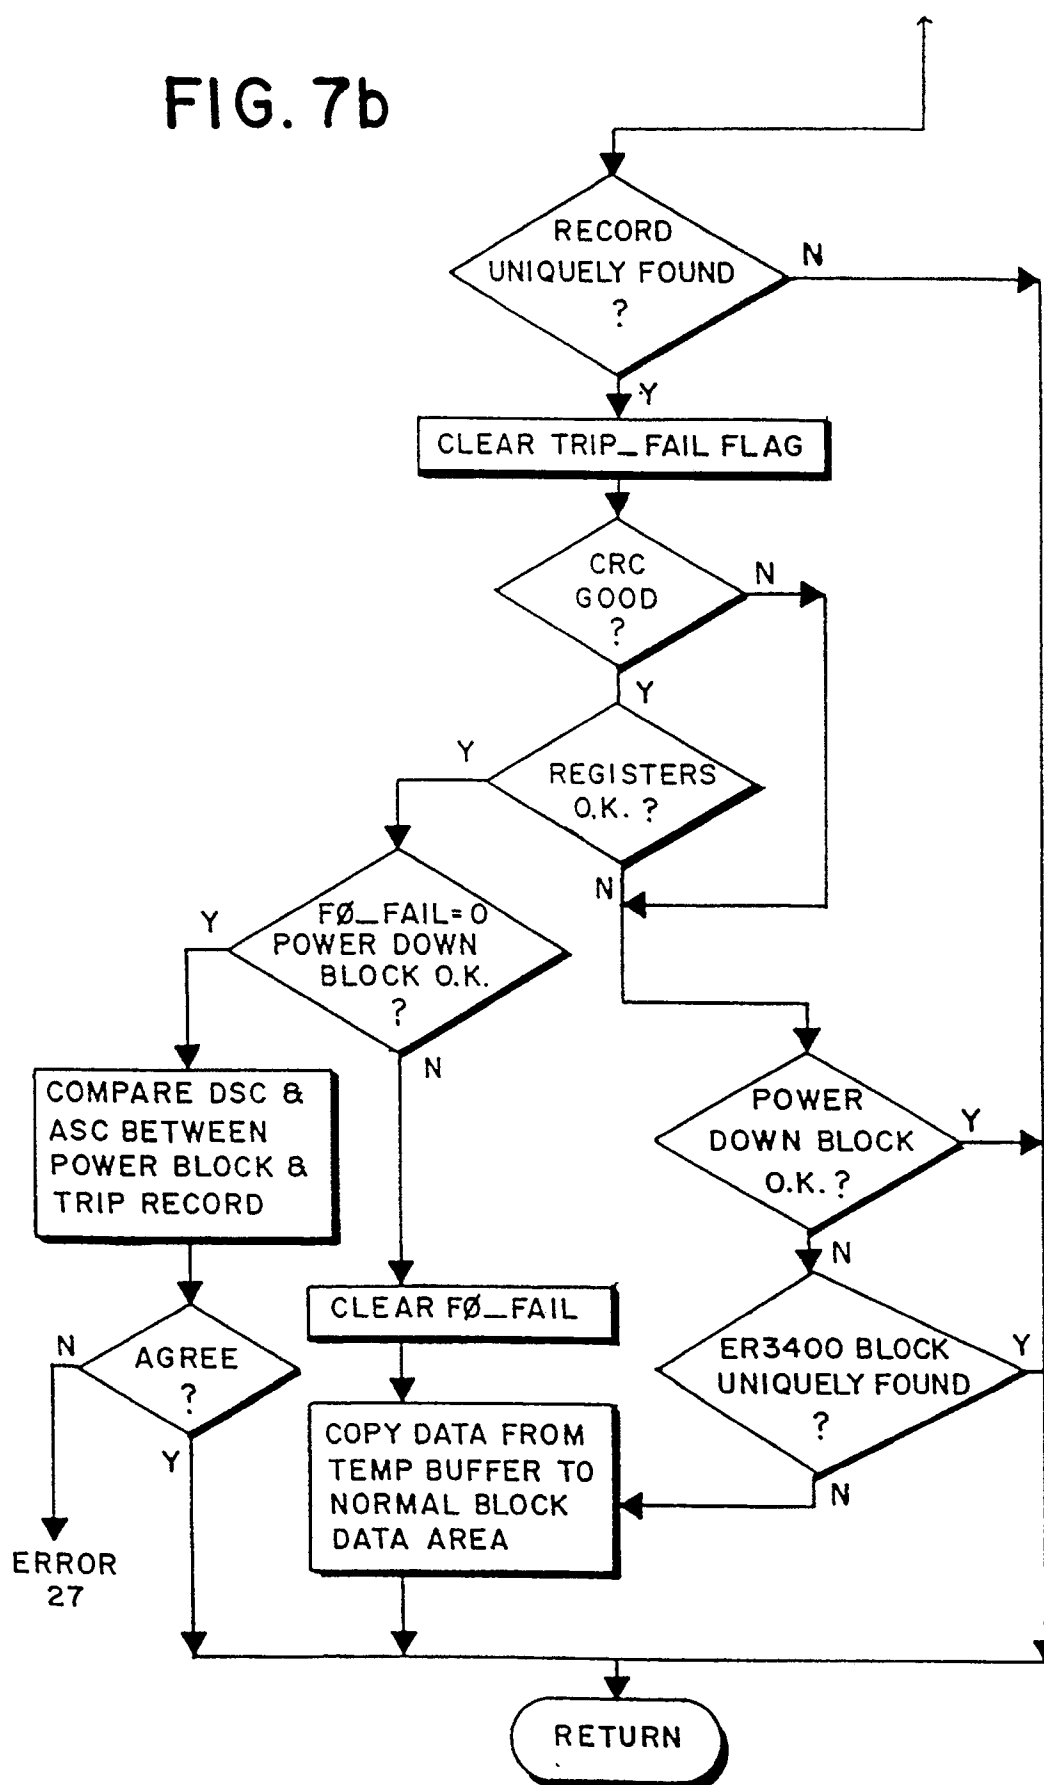 FIG. 7b
RECORD
UNIQUELY FOUND
?
N
Y
CLEAR TRIP_FAIL FLAG
CRC
GOOD
?
N
Y
REGISTERS
O.K. ?
Y
N
FØ_FAIL=0
POWER DOWN
BLOCK O.K.
?
Y
N
COMPARE DSC &
ASC BETWEEN
POWER BLOCK &
TRIP RECORD
POWER
DOWN BLOCK
O.K. ?
Y
N
CLEAR FØ_FAIL
AGREE
?
N
Y
ER3400 BLOCK
UNIQUELY FOUND
?
Y
N
COPY DATA FROM
TEMP BUFFER TO
NORMAL BLOCK
DATA AREA
ERROR
27
RETURN